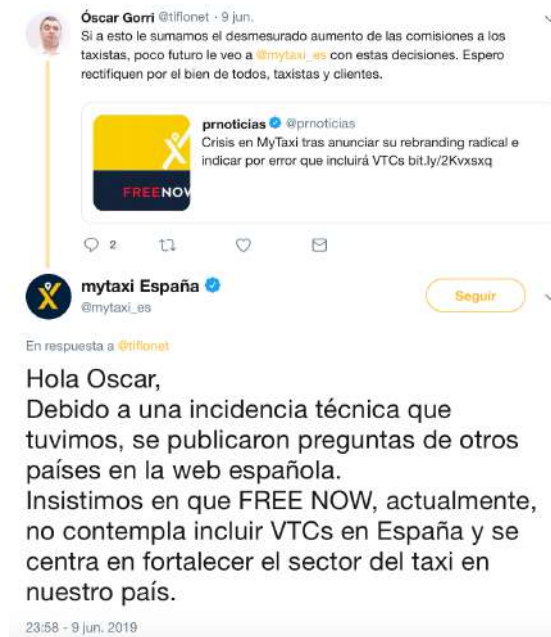 Óscar Gorri @tiflonet · 9 jun.
Si a esto le sumamos el desmesurado aumento de las comisiones a los
taxistas, poco futuro le veo a @mytaxi_es con estas decisiones. Espero
rectifiquen por el bien de todos, taxistas y clientes.
prnoticias @prnoticias
Crisis en MyTaxi tras anunciar su rebranding radical e
indicar por error que incluirá VTCs bit.ly/2Kvxsxq
FREENOW
2
mytaxi España
@mytaxi_es
Seguir
En respuesta a @tiflonet
Hola Oscar,
Debido a una incidencia técnica que
tuvimos, se publicaron preguntas de otros
países en la web española.
Insistimos en que FREE NOW, actualmente,
no contempla incluir VTCs en España y se
centra en fortalecer el sector del taxi en
nuestro país.
23:58 - 9 jun. 2019